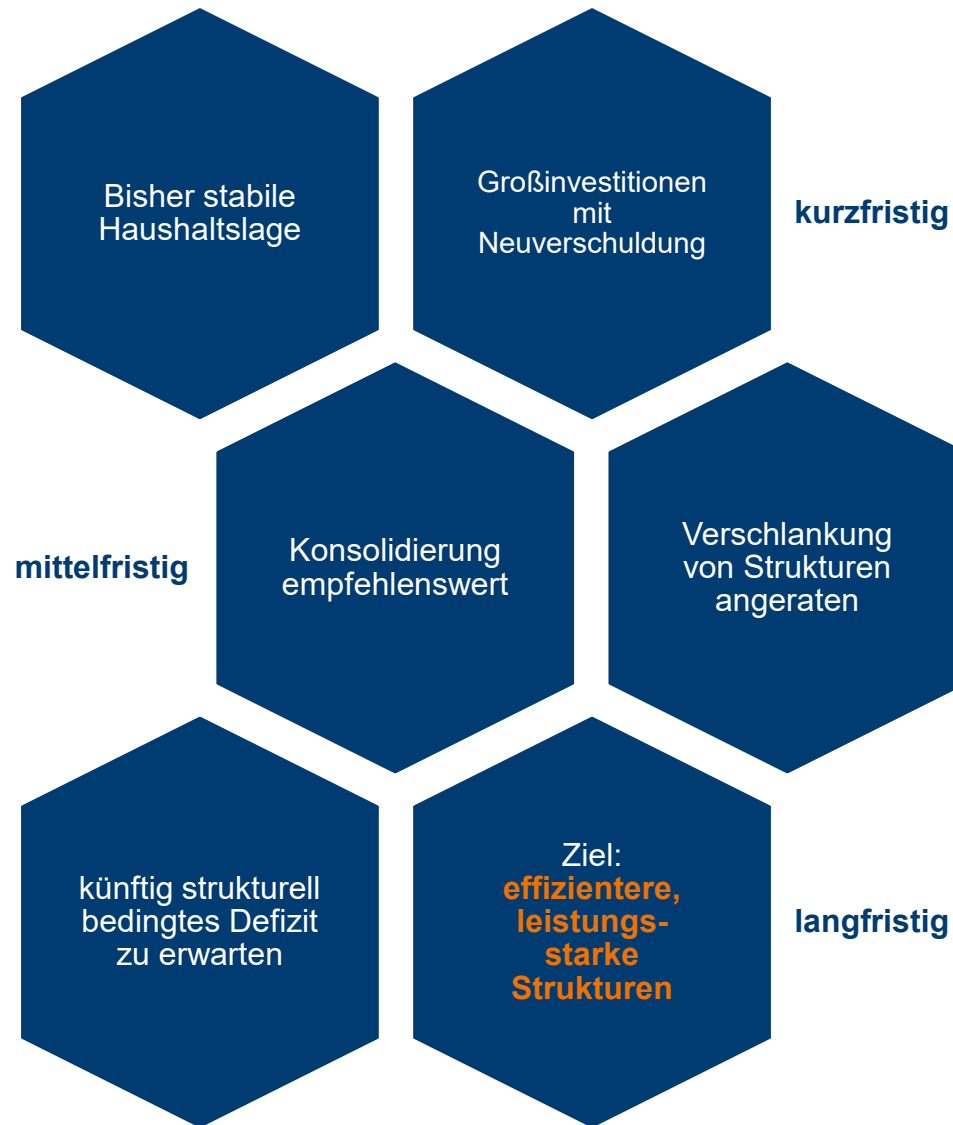 Bisher stabile
Haushaltslage
Großinvestitionen
mit
Neuverschuldung
kurzfristig
mittelfristig
Konsolidierung
empfehlenswert
Verschlankung
von Strukturen
angeraten
künftig strukturell
bedingtes Defizit
zu erwarten
Ziel:
effizientere,
leistungs-
starke
Strukturen
langfristig